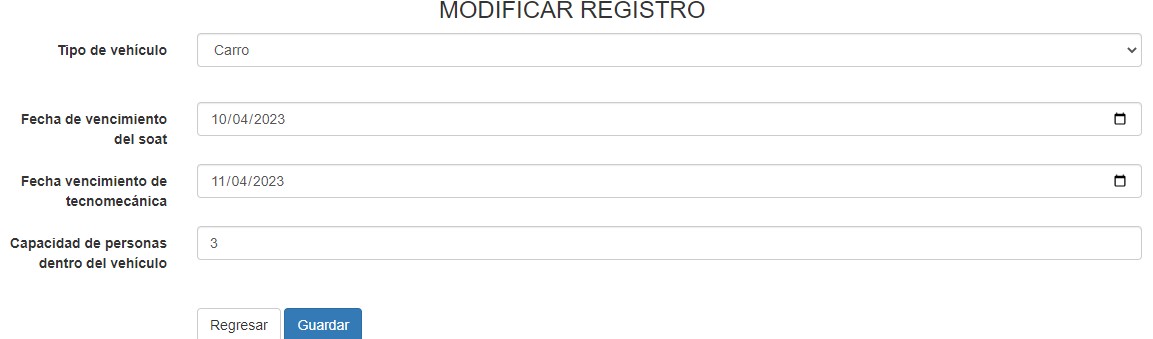 MODIFICAR REGISTRO
Tipo de vehículo
Carro
Fecha de vencimiento
del soat
10/04/2023
Fecha vencimiento de
tecnomecánica
11/04/2023
Capacidad de personas
dentro del vehículo
3
Regresar
Guardar